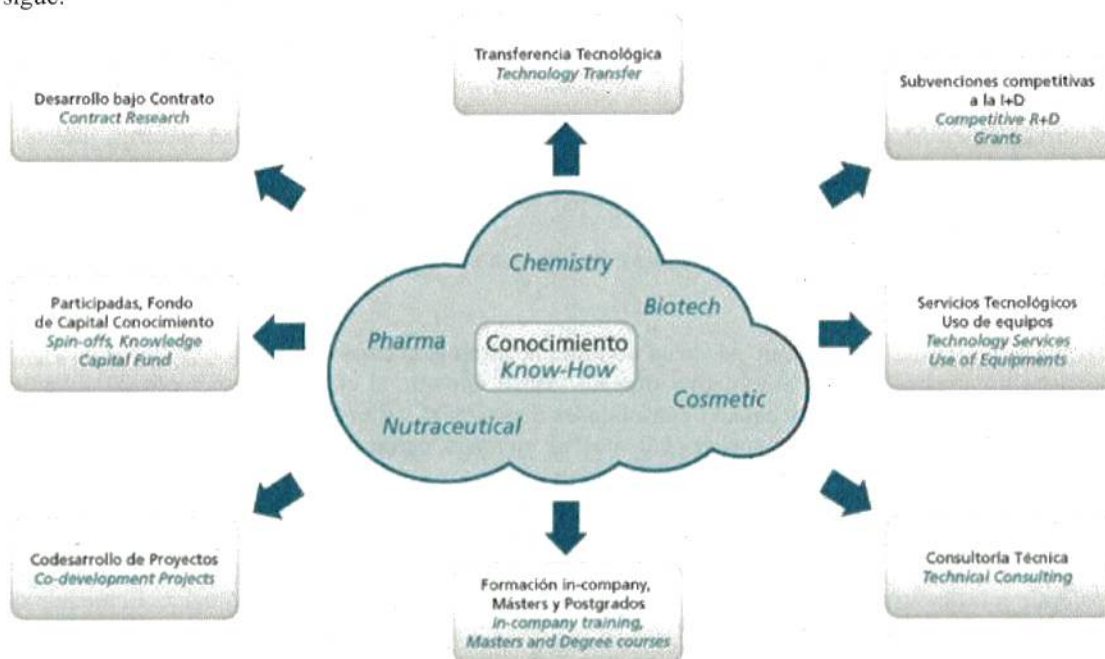 sigue:
Transferencia Tecnológica
Technology Transfer
Desarrollo bajo Contrato
Contract Research
Subvenciones competitivas
a la I+D
Competitive R+D
Grants
Chemistry
Biotech
Pharma
Conocimiento
Know-How
Cosmetic
Nutraceutical
Participadas, Fondo
de Capital Conocimiento
Spin-offs, Knowledge
Capital Fund
Servicios Tecnológicos
Uso de equipos
Technology Services
Use of Equipments
Codesarrollo de Proyectos
Co-development Projects
Formación in-company,
Másters y Postgrados
In-company training,
Masters and Degree courses
Consultoría Técnica
Technical Consulting